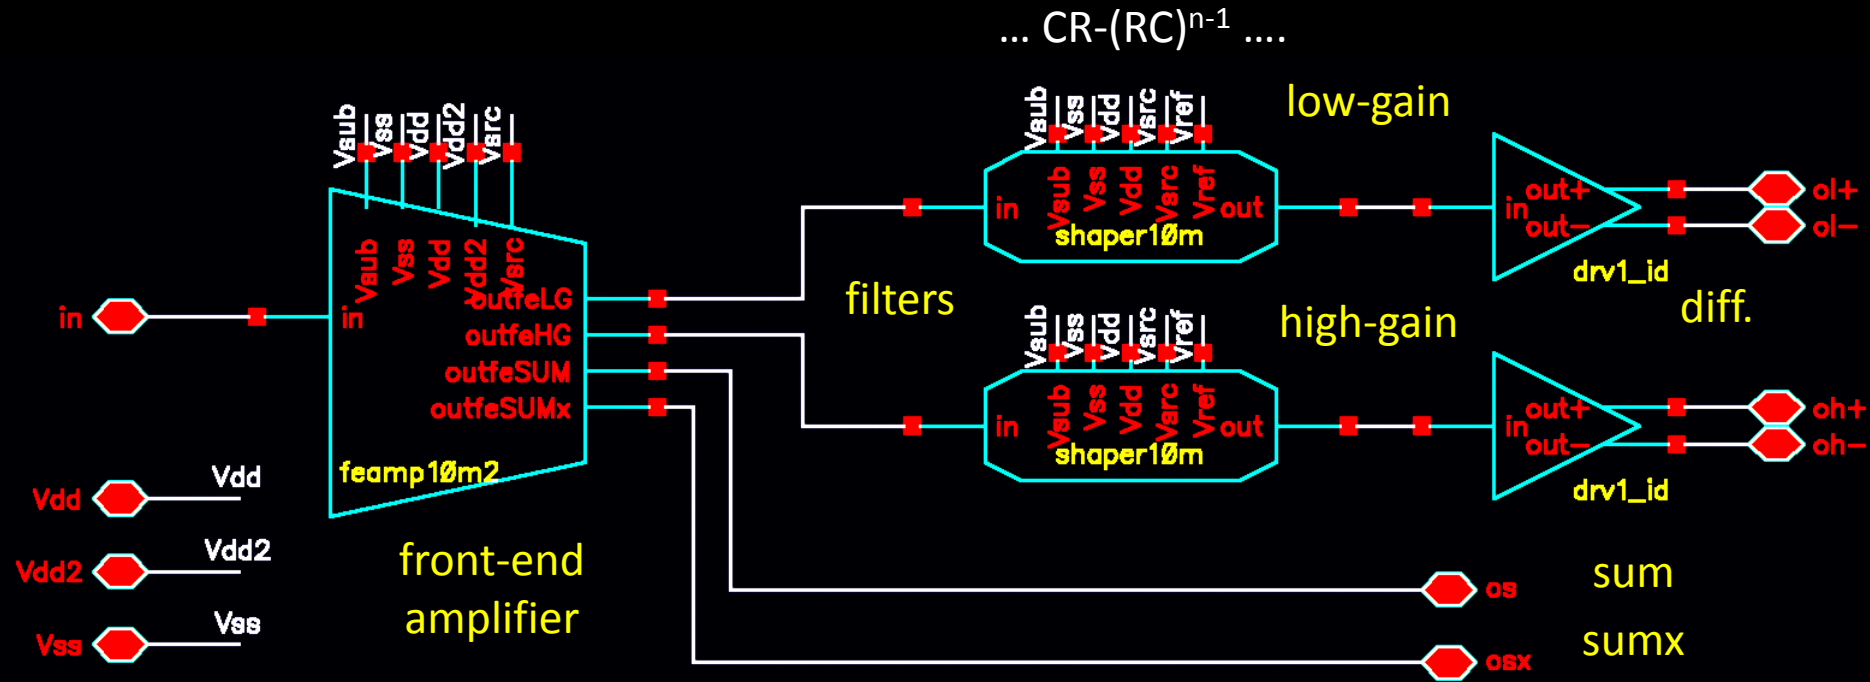 ... CR-(RC)ⁿ⁻¹ ....
Vsub
Vss
Vdd
Vdd2
Vsrc
Vsub
Vss
Vdd
Vdd2
Vsrc
in
in
outfeLG
outfeHG
outfeSUM
outfeSUMx
feamp10m2
front-end
amplifier
Vdd
Vdd
Vdd2
Vdd2
Vss
Vss
filters
Vsub
Vss
Vdd
Vsrc
Vref
low-gain
in
Vsub
Vss
Vdd
Vsrc
Vref
out
shaper10m
in
out+
out-
drv1_id
ol+
ol-
diff.
Vsub
Vss
Vdd
Vsrc
Vref
high-gain
in
Vsub
Vss
Vdd
Vsrc
Vref
out
shaper10m
in
out+
out-
drv1_id
oh+
oh-
os
sum
osx
sumx